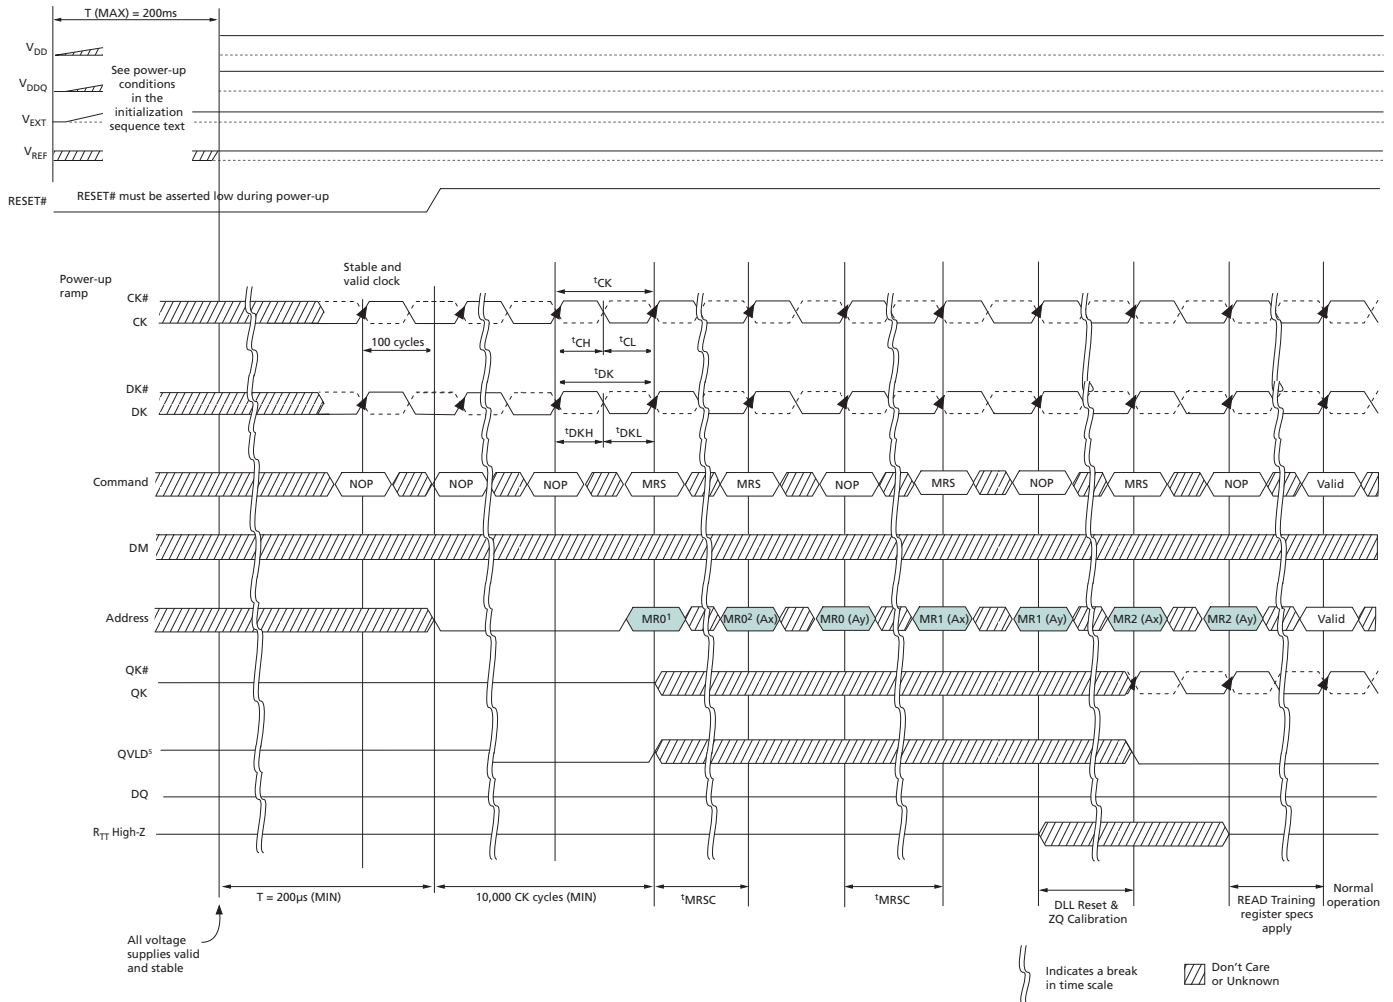 T (MAX) = 200ms
VDD
See power-up
conditions
in the
initialization
sequence text
VDDQ
VEXT
VREF
RESET#
RESET# must be asserted low during power-up
Power-up
ramp
Stable and
valid clock
CK#
CK
tCK
100 cycles
tCH
tCL
DK#
DK
tDK
tDKH
tDKL
Command
NOP NOP NOP MRS MRS NOP MRS NOP MRS NOP Valid
DM
Address
MR0¹ MR0² (Ax) MR0 (Ay) MR1 (Ax) MR1 (Ay) MR2 (Ax) MR2 (Ay) Valid
QK#
QK
QVLD⁵
DQ
RTT High-Z
T = 200µs (MIN)
10,000 CK cycles (MIN)
tMRSC
tMRSC
DLL Reset &
ZQ Calibration
READ Training
register specs
apply
Normal
operation
All voltage
supplies valid
and stable
Indicates a break
in time scale
Don't Care
or Unknown